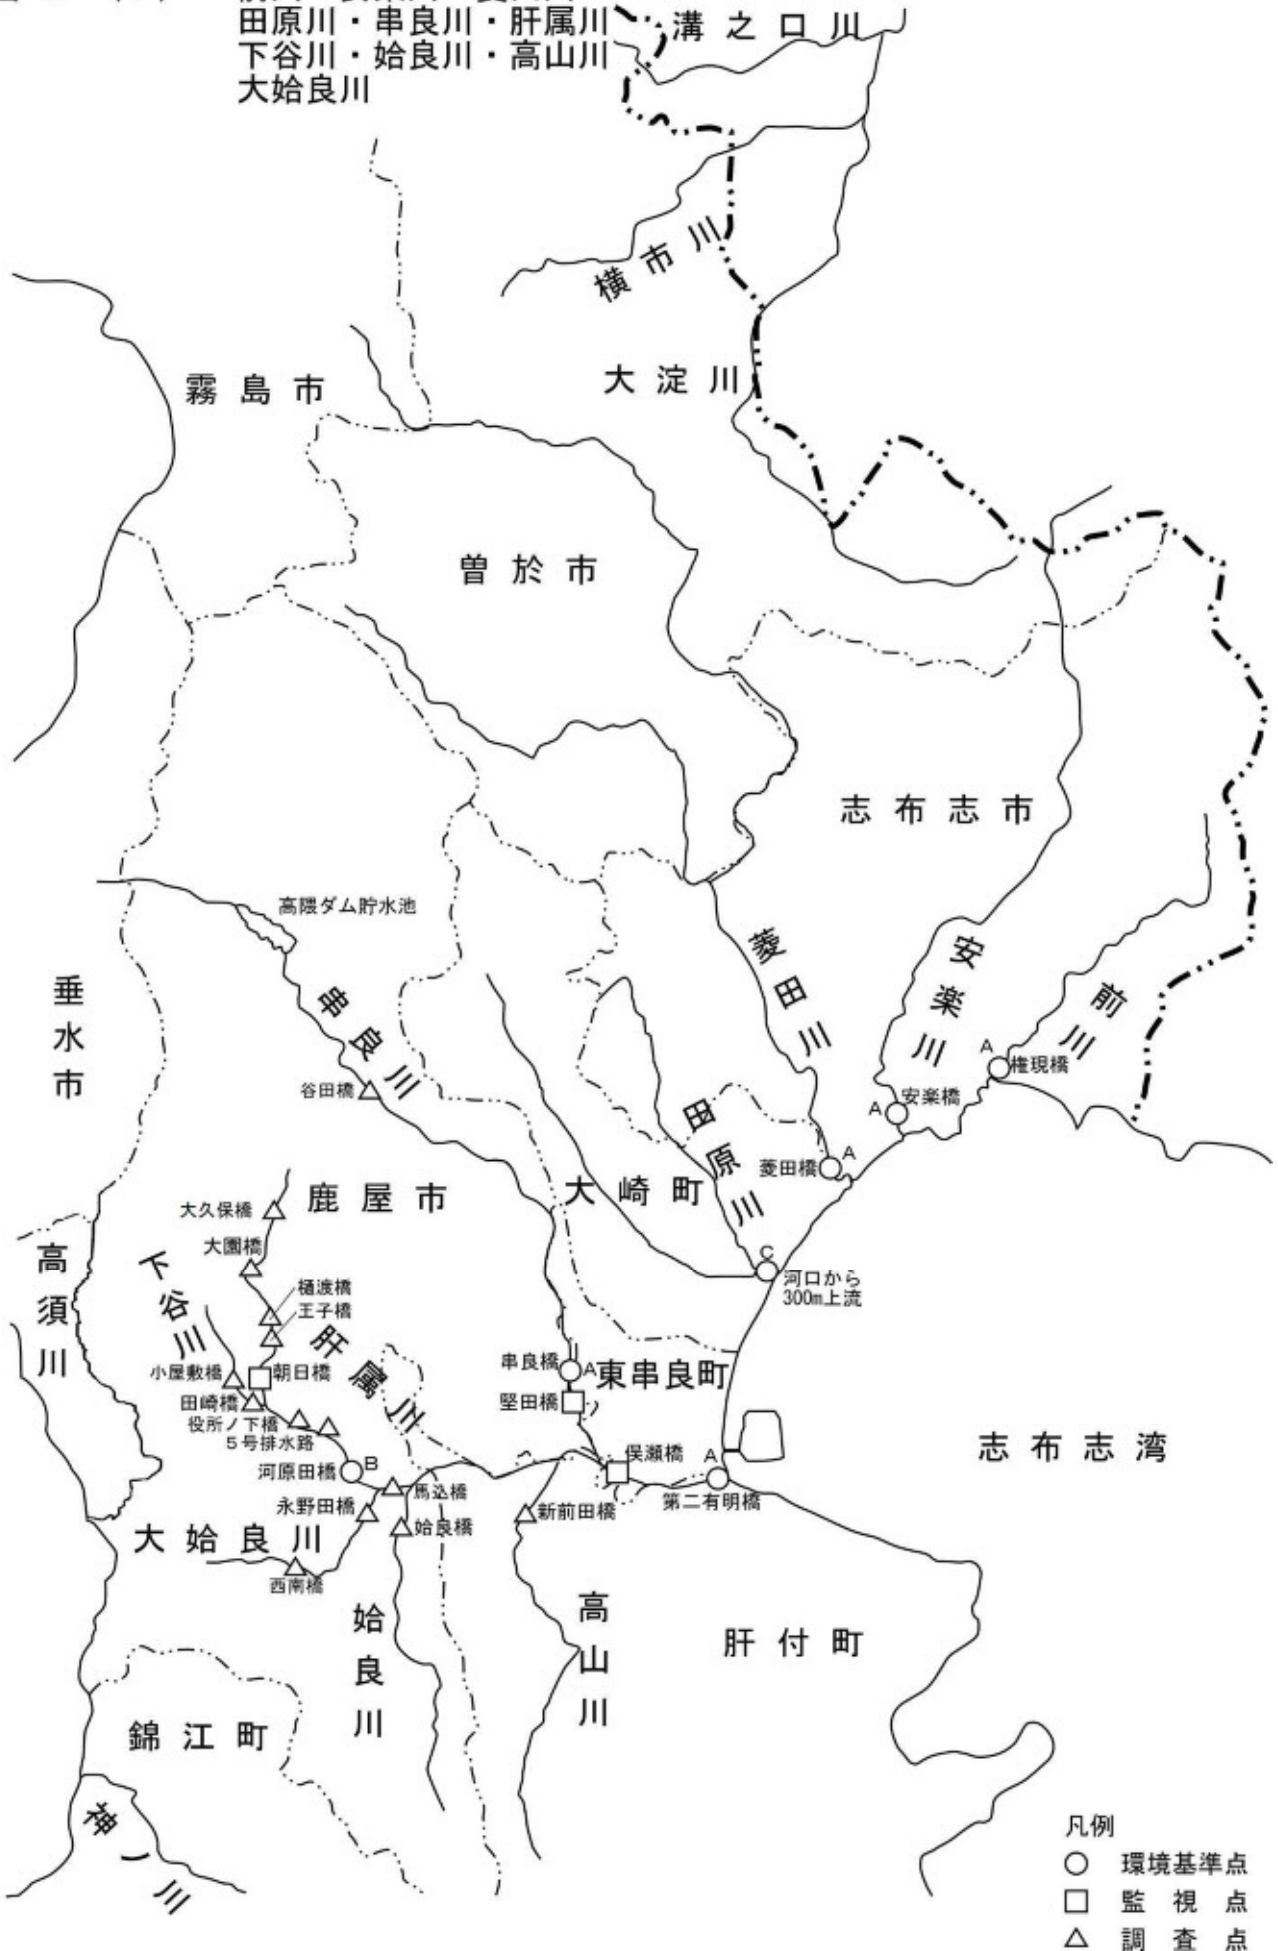 田原川・串良川・肝属川
下谷川・姶良川・高山川
大姶良川
溝之口川
横市川
大淀川
霧島市
曽於市
志布志市
高隈ダム貯水池
垂水市
串良川
谷田橋
菱田川
安楽川
前川
A
権現橋
A
安楽橋
A
菱田橋
田原川
大崎町
C
河口から
300m上流
鹿屋市
大久保橋
大園橋
樋渡橋
王子橋
高須川
下谷川
肝属川
小屋敷橋
朝日橋
田崎橋
役所ノ下橋
5号排水路
串良橋
A
東串良町
堅田橋
河原田橋
B
俣瀬橋
A
第二有明橋
志布志湾
馬込橋
永野田橋
姶良橋
新前田橋
大姶良川
西南橋
姶良川
高山川
肝付町
錦江町
神ノ川
凡例
○ 環境基準点
□ 監視点
△ 調査点